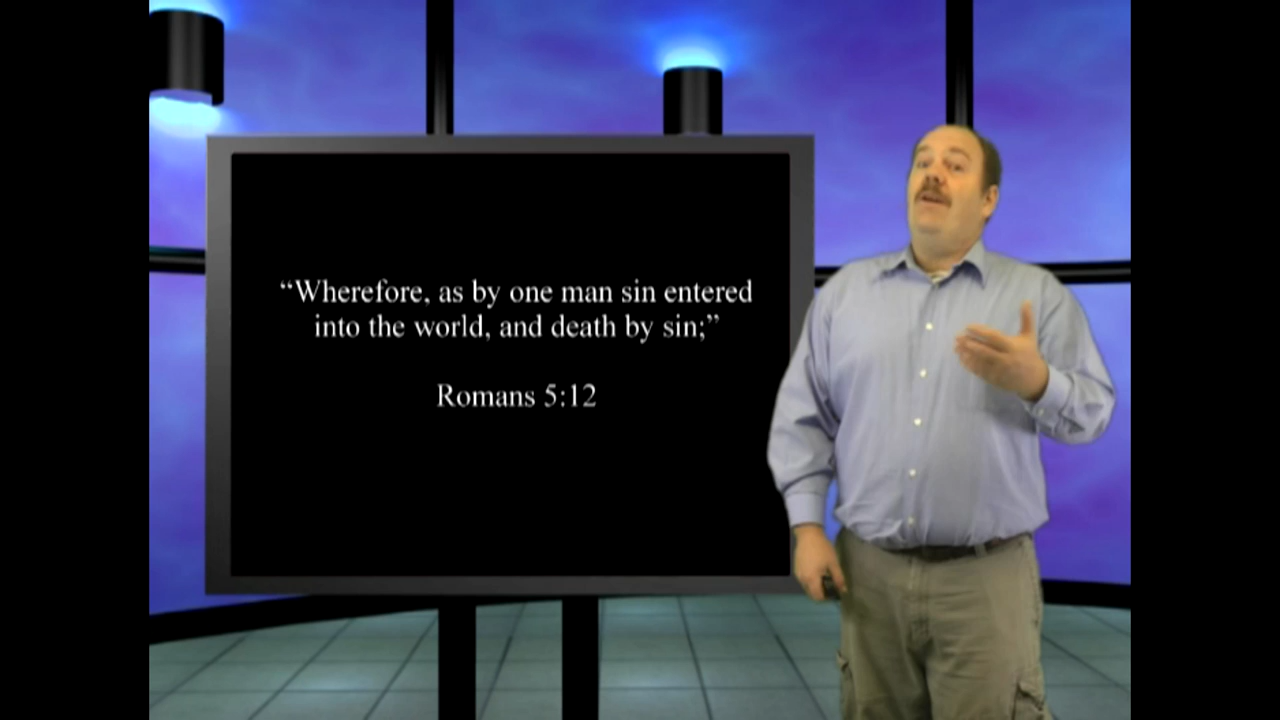 “Wherefore, as by one man sin entered
into the world, and death by sin;”
Romans 5:12